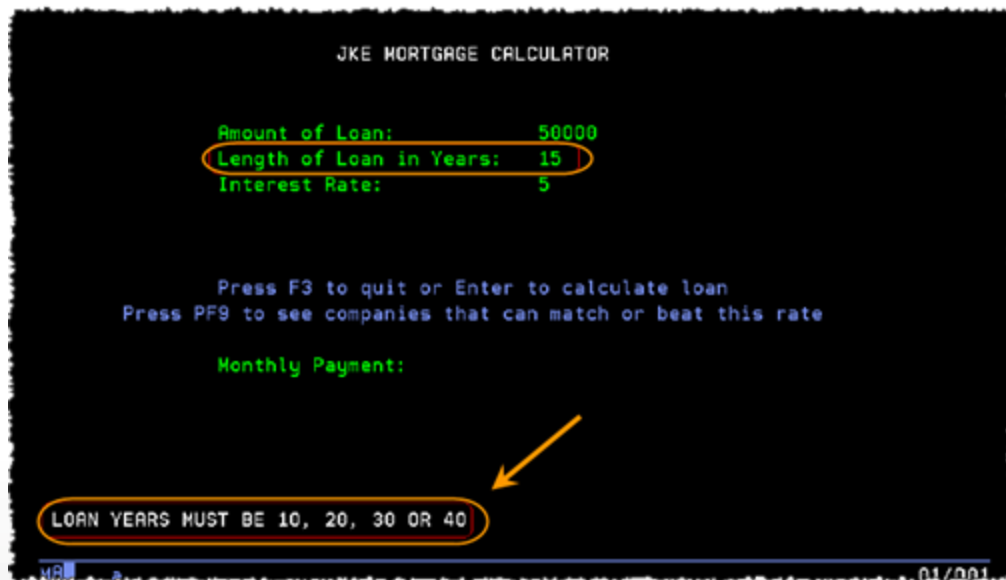 JKE MORTGAGE CALCULATOR
Amount of Loan: 50000
Length of Loan in Years: 15
Interest Rate: 5
Press F3 to quit or Enter to calculate loan
Press PF9 to see companies that can match or beat this rate
Monthly Payment:
LOAN YEARS MUST BE 10, 20, 30 OR 40
MA a 01/001